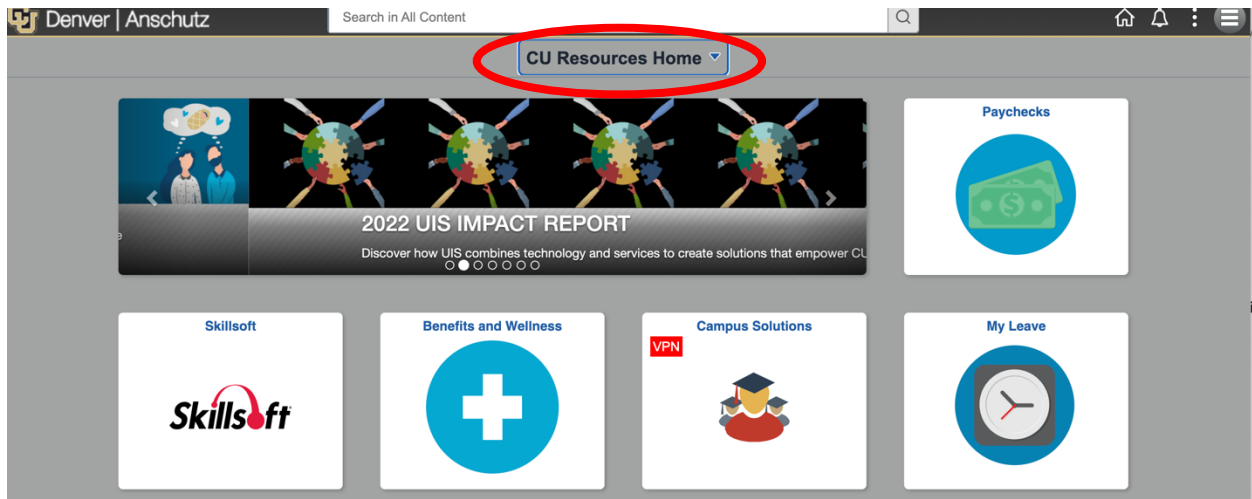 Denver | Anschutz
Search in All Content
CU Resources Home
2022 UIS IMPACT REPORT
Discover how UIS combines technology and services to create solutions that empower CU
Paychecks
Skillsoft
Benefits and Wellness
Campus Solutions
My Leave
VPN
Skillsoft